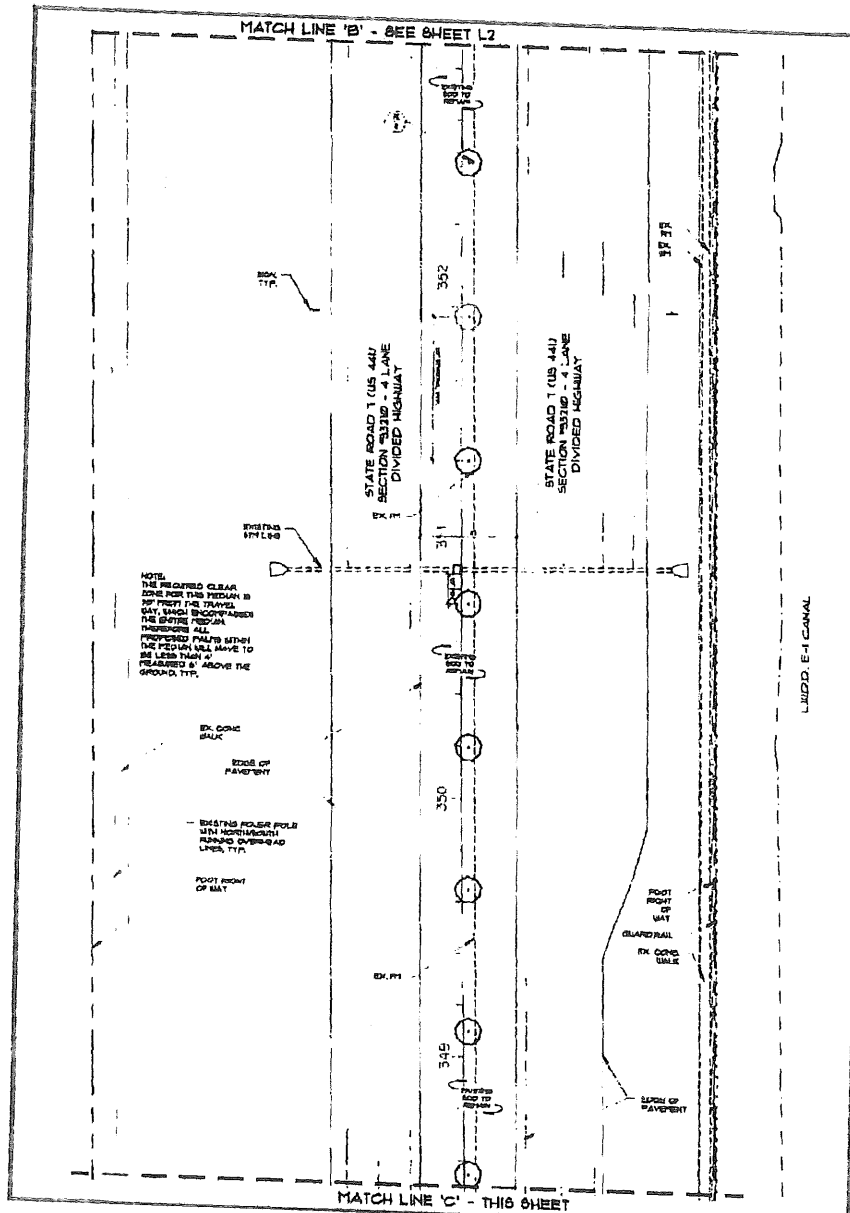 MATCH LINE 'B' - SEE SHEET L2
EXISTING
SOD TO
REMAIN
SIGN,
TYP.
352
STATE ROAD 7 (US 441)
SECTION #93210 - 4 LANE
DIVIDED HIGHWAY
STATE ROAD 7 (US 441)
SECTION #93210 - 4 LANE
DIVIDED HIGHWAY
EX. FM
351
EXISTING
LINE
NOTE:
THE REQUIRED CLEAR
ZONE FOR THIS MEDIAN IS
FROM THE TRAVEL
WAY, WHICH ENCOMPASSES
THE ENTIRE MEDIAN.
THEREFORE ALL
PROPOSED PALMS WITHIN
THE MEDIAN WILL HAVE TO
BE LESS THAN 4"
MEASURED 6" ABOVE THE
GROUND, TYP.
EXISTING
SOD TO
REMAIN
L.W.D.D. E-1 CANAL
EX. CONC
WALK
EDGE OF
PAVEMENT
350
EXISTING POWER POLE
WITH NORTH/SOUTH
RUNNING OVERHEAD
LINES, TYP.
FDOT RIGHT
OF WAY
FDOT
RIGHT
OF
WAY
GUARDRAIL
EX. CONC
WALK
EX. FM
349
EXISTING
SOD TO
REMAIN
EDGE OF
PAVEMENT
MATCH LINE 'C' - THIS SHEET